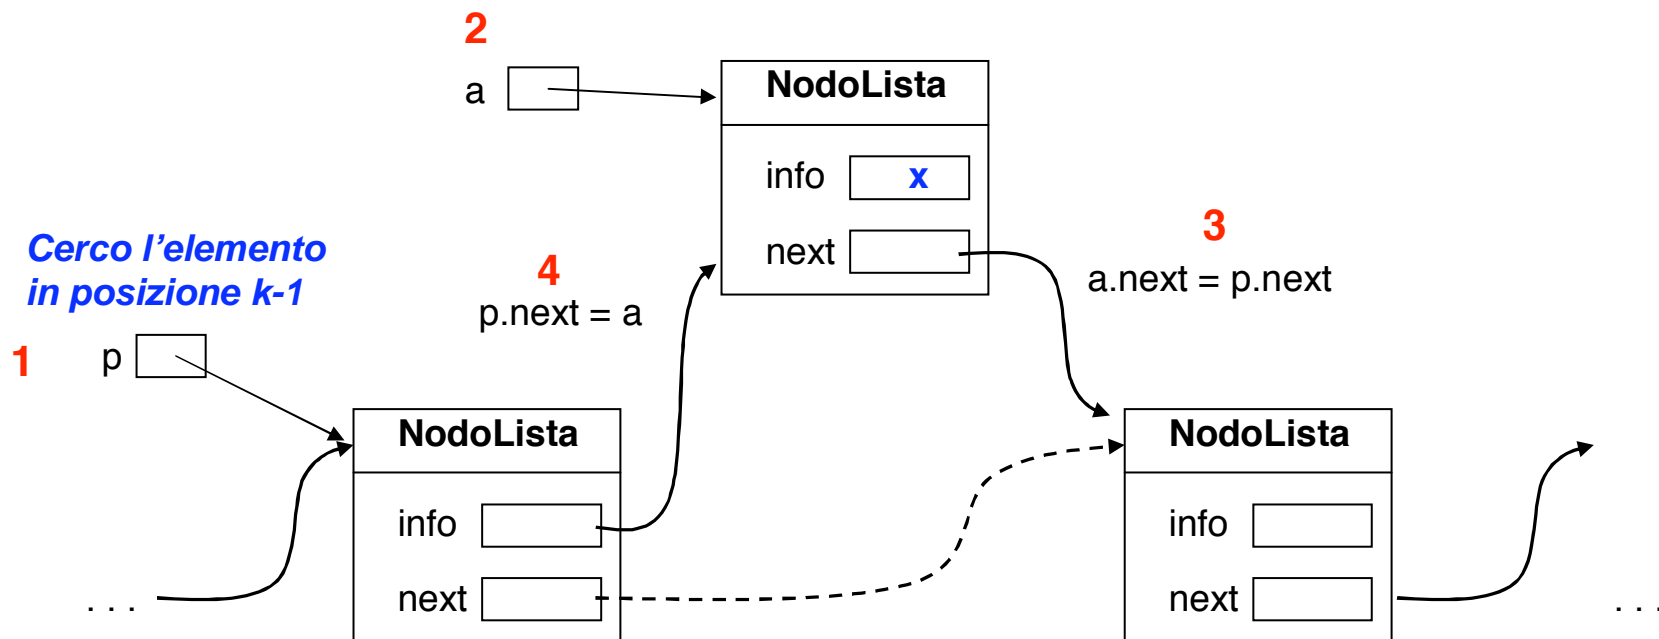 2
a
NodoLista
info x
next
Cerco l'elemento
in posizione k-1
4
p.next = a
3
a.next = p.next
1 p
NodoLista
info
next
NodoLista
info
next
. . .
. . .